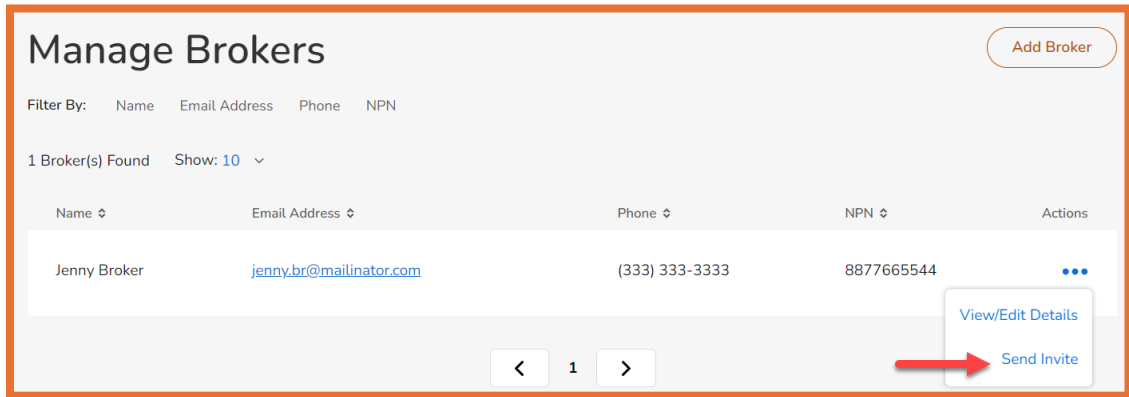 Manage Brokers
Add Broker
Filter By: Name Email Address Phone NPN
1 Broker(s) Found Show: 10
Name Email Address Phone NPN Actions
Jenny Broker jenny.br@mailinator.com (333) 333-3333 8877665544
View/Edit Details
Send Invite
1